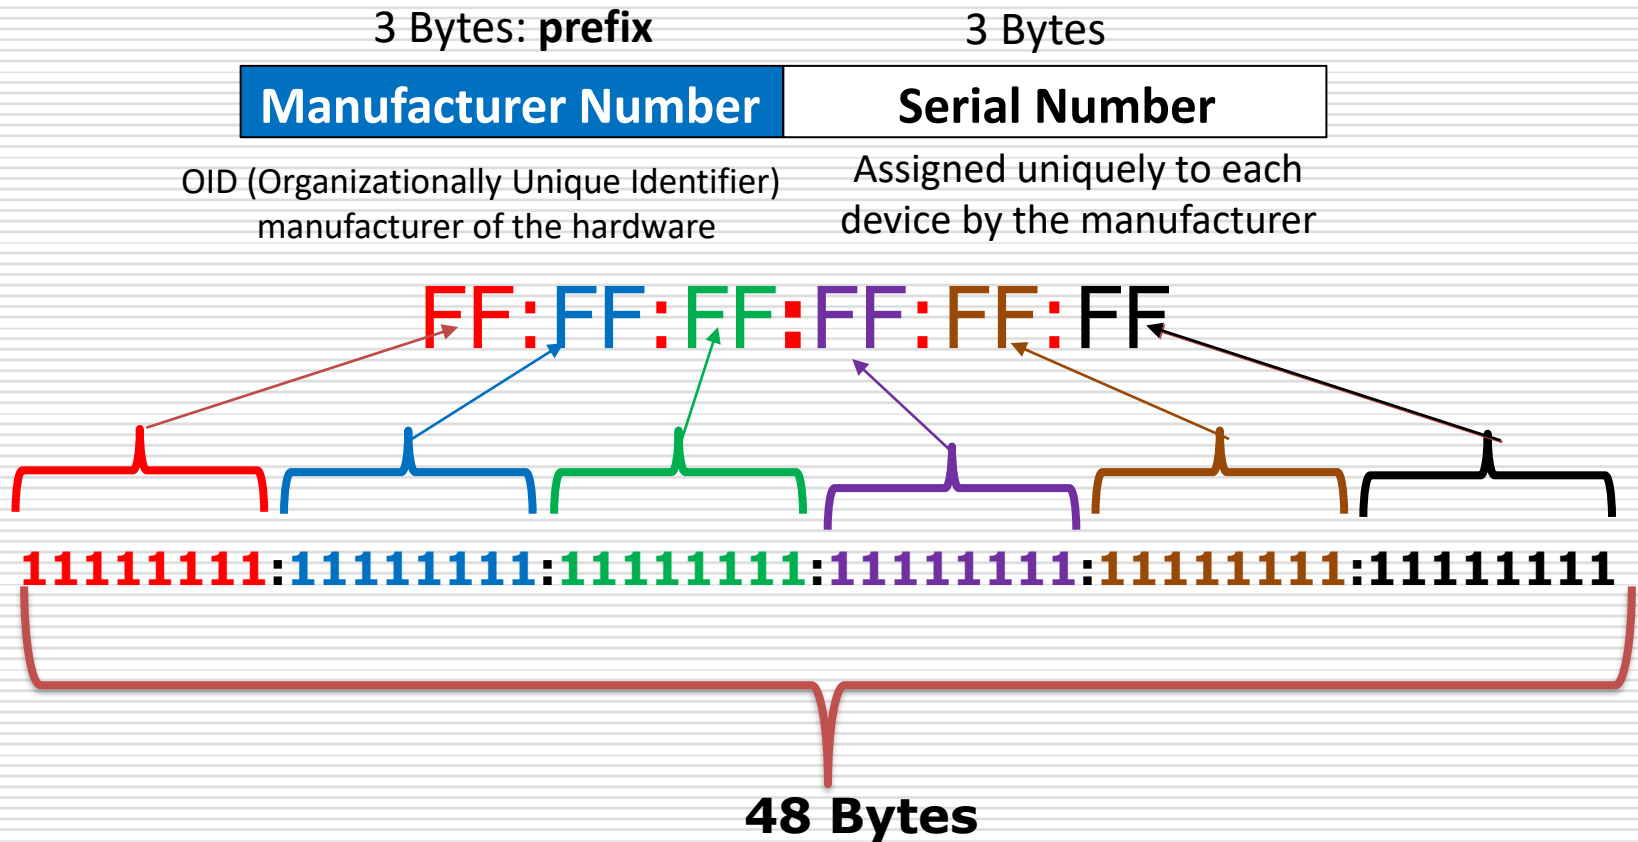 3 Bytes: prefix
3 Bytes
Manufacturer Number
Serial Number
OID (Organizationally Unique Identifier)
manufacturer of the hardware
Assigned uniquely to each
device by the manufacturer
FF:FF:FF:FF:FF:FF
11111111:11111111:11111111:11111111:11111111:11111111
48 Bytes